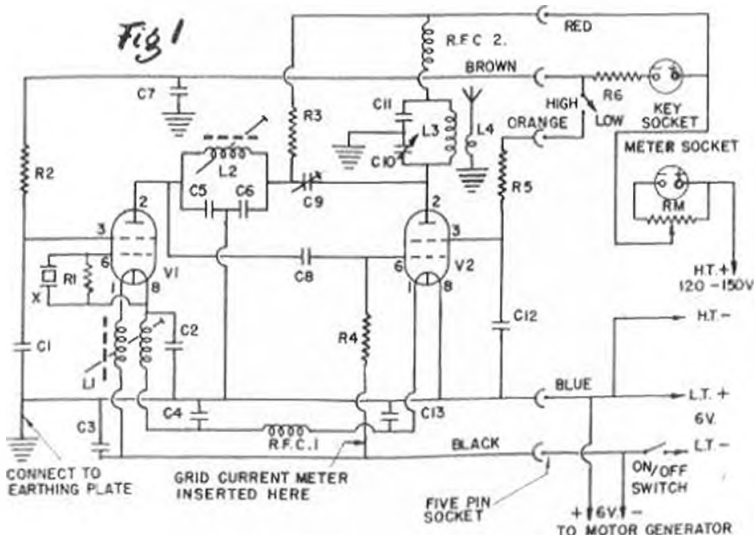 Fig 1
R.F.C 2.
RED
BROWN
C7
C11
R3
HIGH
R6
LOW
KEY
SOCKET
ORANGE
L3
L4
METER SOCKET
R2
L2
C10
C5
C6
C9
R5
RM
2
2
3
3
6
6
R1
V1
V2
X
C8
H.T.+
120-150V
1
8
1
8
C12
H.T.-
C1
C2
R4
L1
BLUE
L.T.+
6V.
C4
C13
C3
R.F.C.1
BLACK
L.T.-
CONNECT TO
EARTHING PLATE
GRID CURRENT METER
INSERTED HERE
FIVE PIN
SOCKET
ON/OFF
SWITCH
+ 6V. -
TO MOTOR GENERATOR